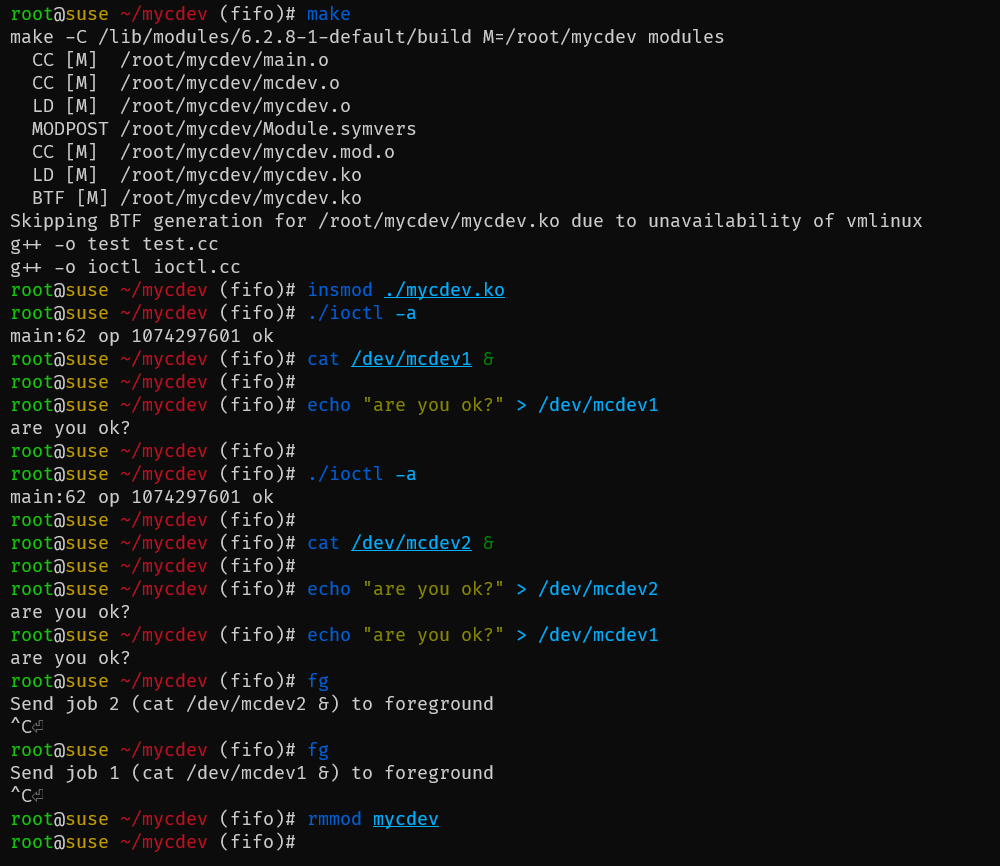 root@suse ~/mycdev (fifo)# make
make -C /lib/modules/6.2.8-1-default/build M=/root/mycdev modules
  CC [M]  /root/mycdev/main.o
  CC [M]  /root/mycdev/mcdev.o
  LD [M]  /root/mycdev/mycdev.o
  MODPOST /root/mycdev/Module.symvers
  CC [M]  /root/mycdev/mycdev.mod.o
  LD [M]  /root/mycdev/mycdev.ko
  BTF [M] /root/mycdev/mycdev.ko
Skipping BTF generation for /root/mycdev/mycdev.ko due to unavailability of vmlinux
g++ -o test test.cc
g++ -o ioctl ioctl.cc
root@suse ~/mycdev (fifo)# insmod ./mycdev.ko
root@suse ~/mycdev (fifo)# ./ioctl -a
main:62 op 1074297601 ok
root@suse ~/mycdev (fifo)# cat /dev/mcdev1 &
root@suse ~/mycdev (fifo)#
root@suse ~/mycdev (fifo)# echo "are you ok?" > /dev/mcdev1
are you ok?
root@suse ~/mycdev (fifo)#
root@suse ~/mycdev (fifo)# ./ioctl -a
main:62 op 1074297601 ok
root@suse ~/mycdev (fifo)#
root@suse ~/mycdev (fifo)# cat /dev/mcdev2 &
root@suse ~/mycdev (fifo)#
root@suse ~/mycdev (fifo)# echo "are you ok?" > /dev/mcdev2
are you ok?
root@suse ~/mycdev (fifo)# echo "are you ok?" > /dev/mcdev1
are you ok?
root@suse ~/mycdev (fifo)# fg
Send job 2 (cat /dev/mcdev2 &) to foreground
^C⏎
root@suse ~/mycdev (fifo)# fg
Send job 1 (cat /dev/mcdev1 &) to foreground
^C⏎
root@suse ~/mycdev (fifo)# rmmod mycdev
root@suse ~/mycdev (fifo)#